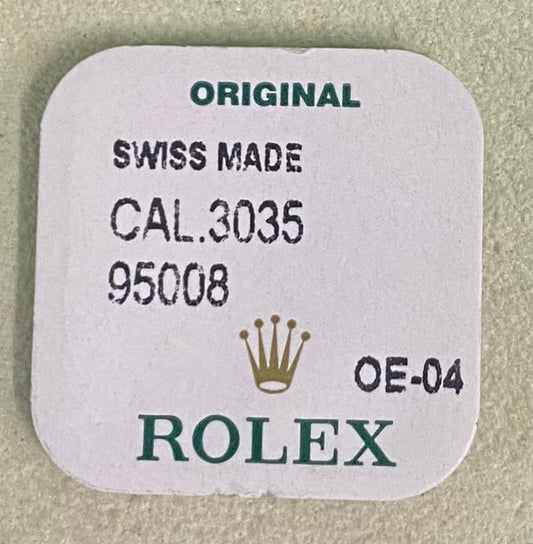 ORIGINAL
SWISS MADE
CAL.3035
95008
OE-04
ROLEX